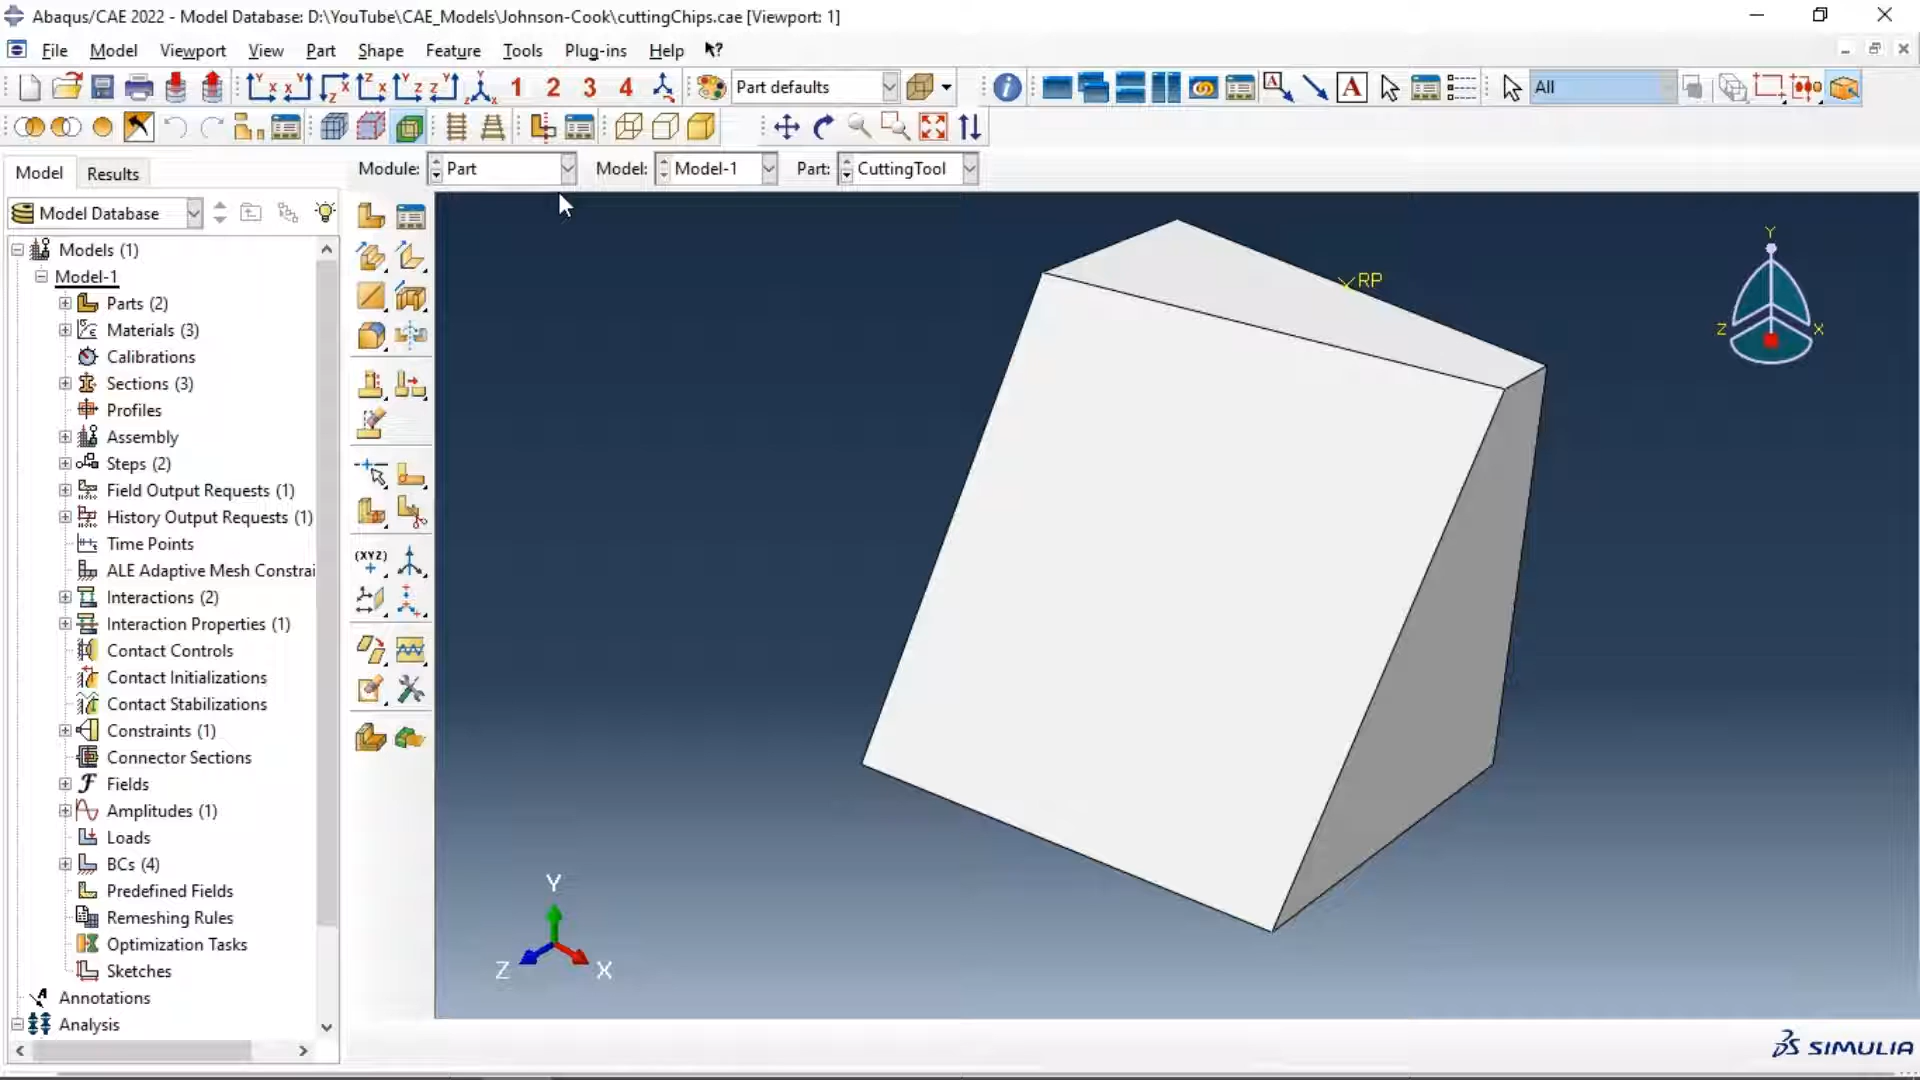 Abaqus/CAE 2022 - Model Database: D:\YouTube\CAE_Models\Johnson-Cook\cuttingChips.cae [Viewport: 1]
File Model Viewport View Part Shape Feature Tools Plug-ins Help
1 2 3 4 Part defaults All
Module: Part Model: Model-1 Part: CuttingTool
Model Results
Model Database
Models (1)
Model-1
Parts (2)
Materials (3)
Calibrations
Sections (3)
Profiles
Assembly
Steps (2)
Field Output Requests (1)
History Output Requests (1)
Time Points
ALE Adaptive Mesh Constrai
Interactions (2)
Interaction Properties (1)
Contact Controls
Contact Initializations
Contact Stabilizations
Constraints (1)
Connector Sections
Fields
Amplitudes (1)
Loads
BCs (4)
Predefined Fields
Remeshing Rules
Optimization Tasks
Sketches
Annotations
Analysis
(XYZ)
RP
Y
Z X
Y
Z X
SIMULIA